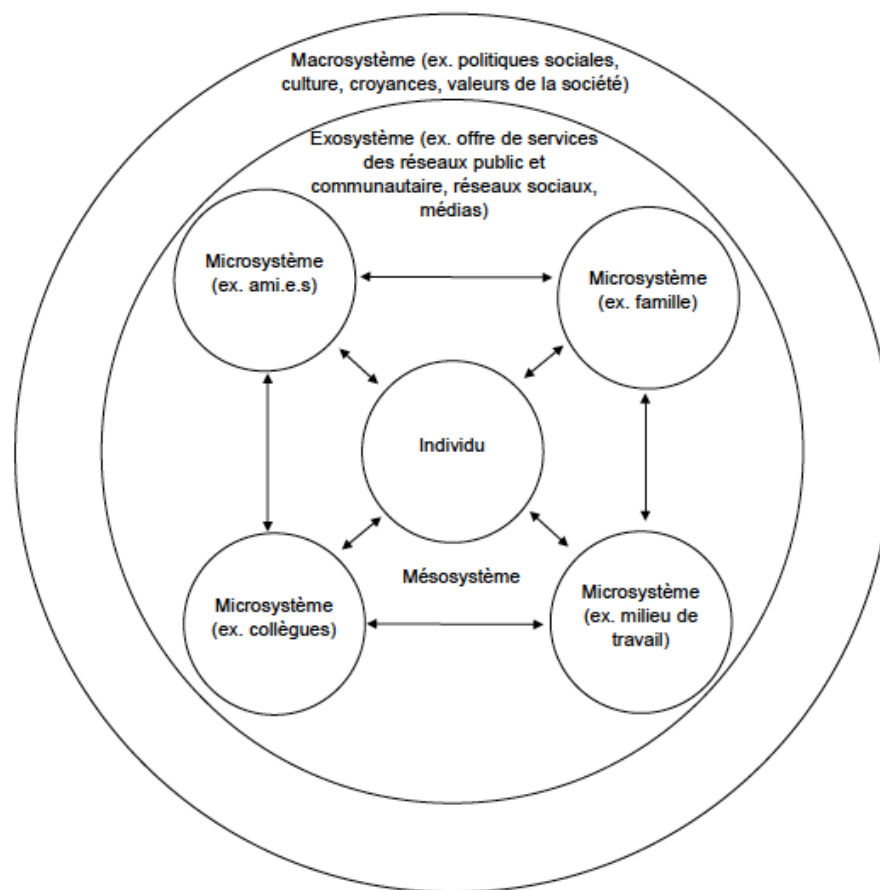 Macrosystème (ex. politiques sociales,
culture, croyances, valeurs de la société)
Exosystème (ex. offre de services
des réseaux public et
communautaire, réseaux sociaux,
médias)
Microsystème
(ex. ami.e.s)
Microsystème
(ex. famille)
Individu
Mésosystème
Microsystème
(ex. collègues)
Microsystème
(ex. milieu de
travail)